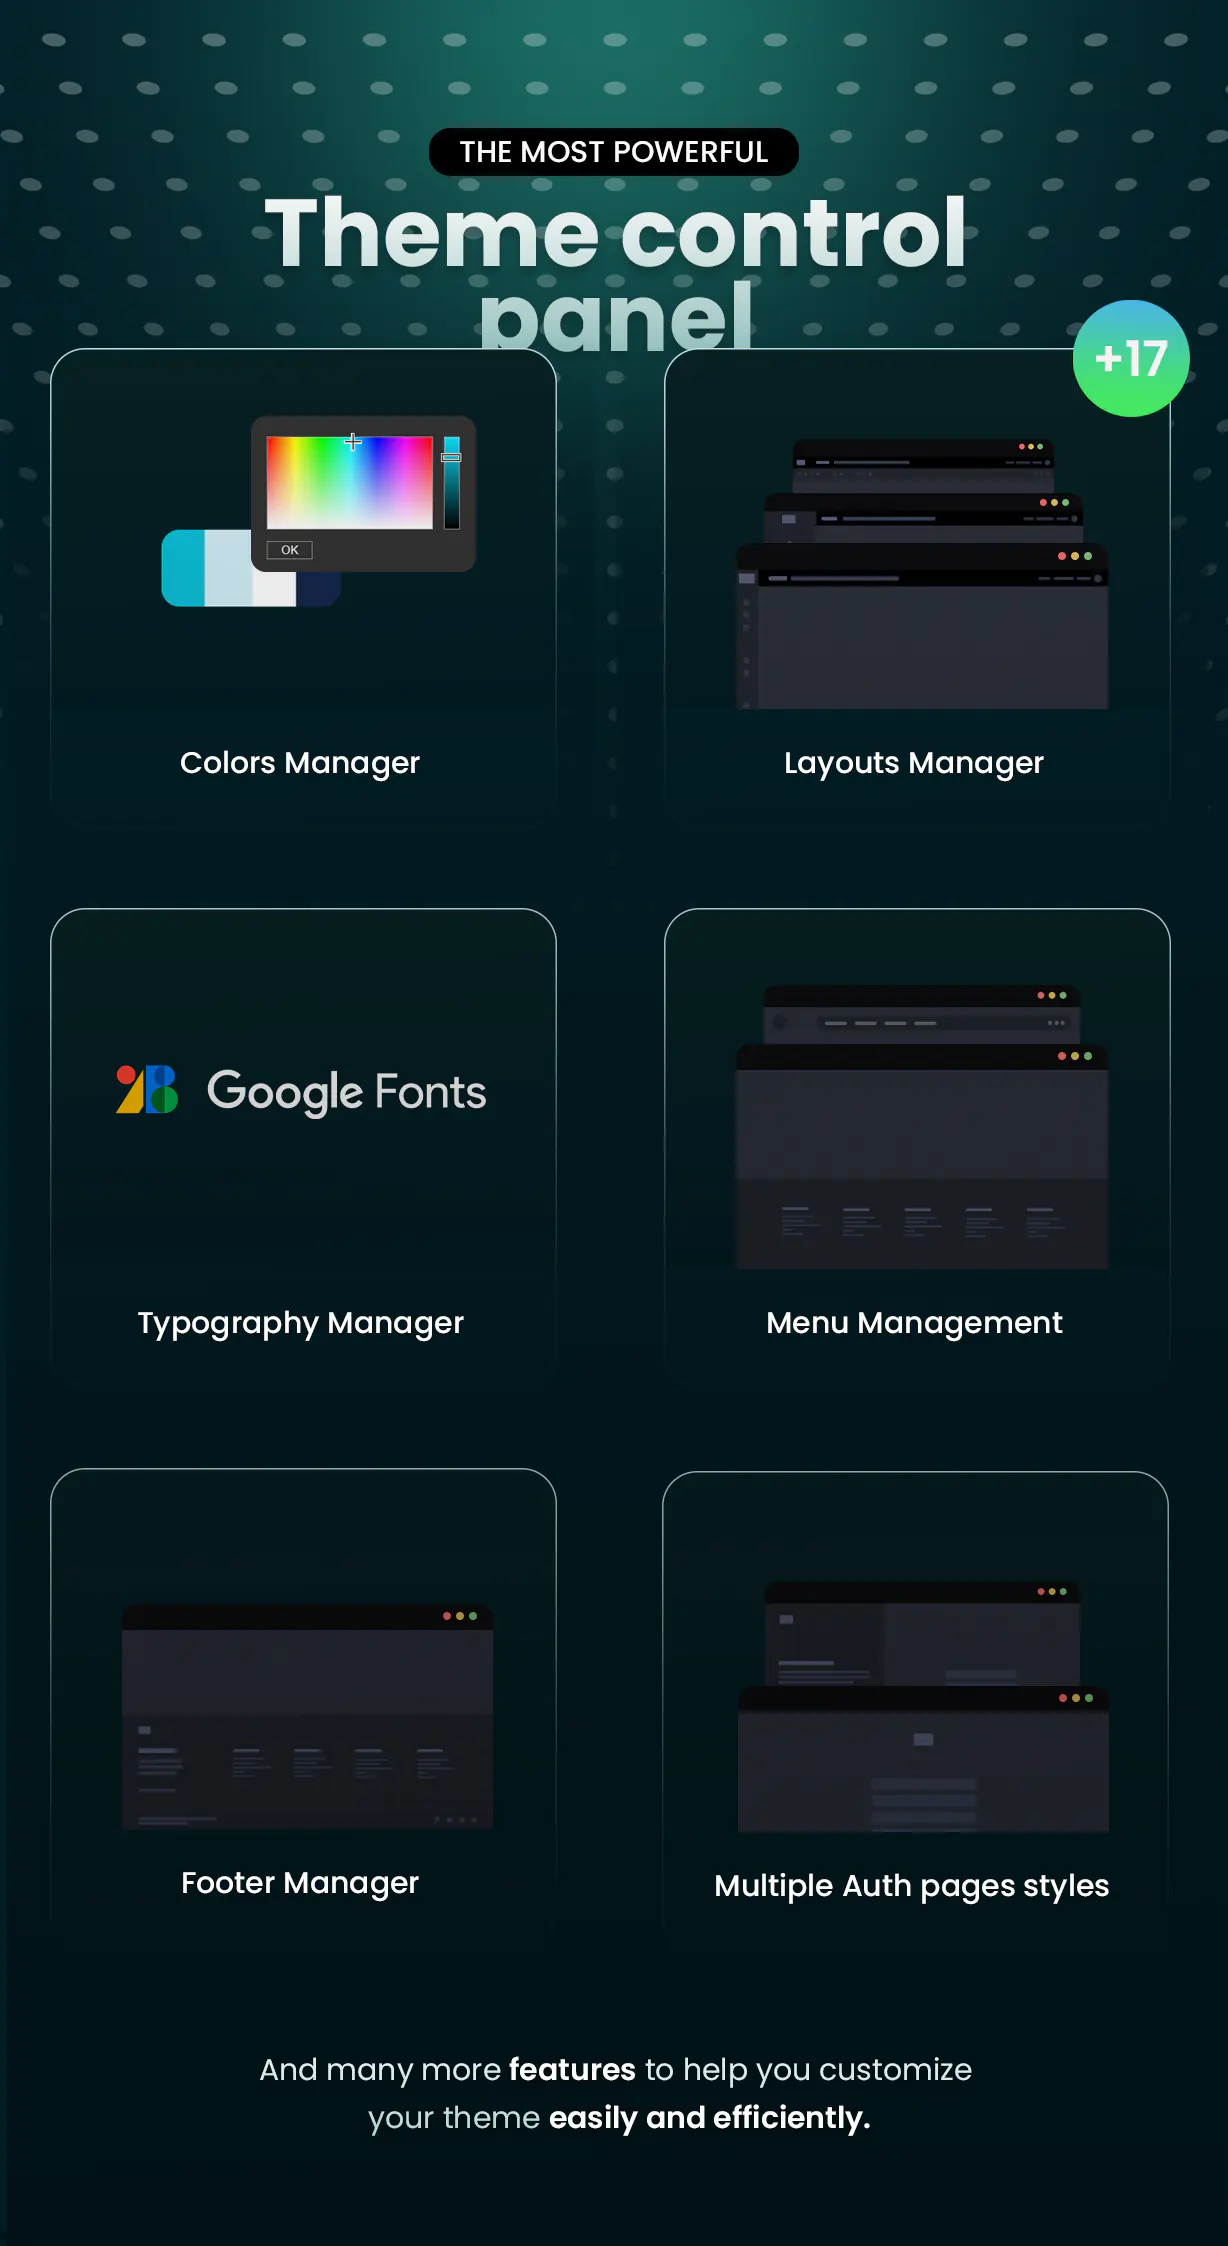 THE MOST POWERFUL
Theme control
panel
+17
OK
Colors Manager
Layouts Manager
Google Fonts
Typography Manager
Menu Management
Footer Manager
Multiple Auth pages styles
And many more features to help you customize
your theme easily and efficiently.